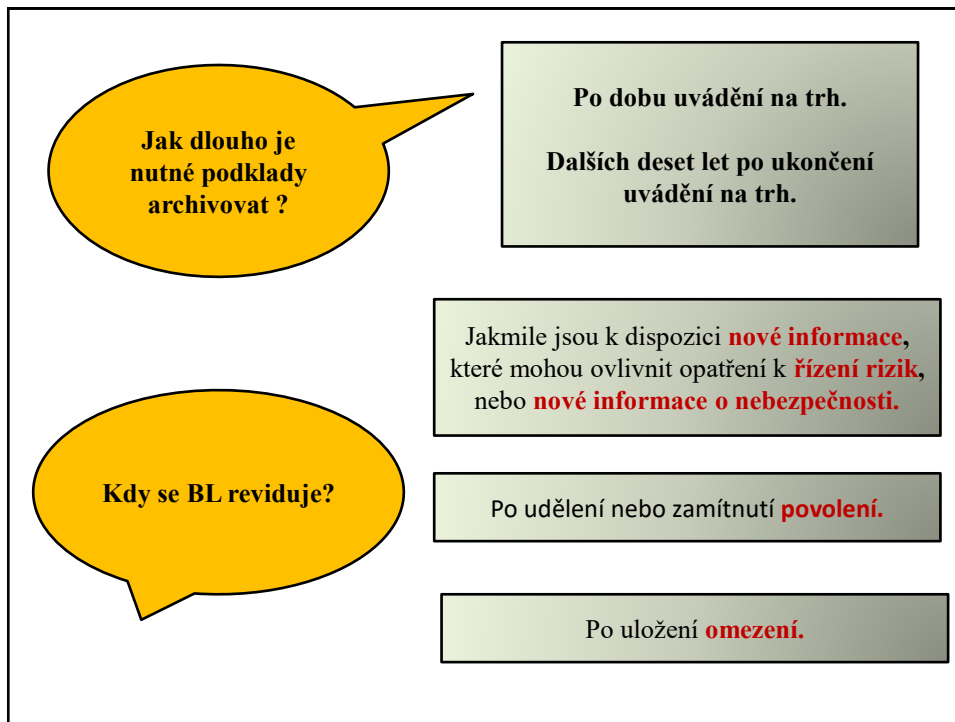 Jak dlouho je
nutné podklady
archivovat ?
Po dobu uvádění na trh.
Dalších deset let po ukončení
uvádění na trh.
Kdy se BL reviduje?
Jakmile jsou k dispozici nové informace,
které mohou ovlivnit opatření k řízení rizik,
nebo nové informace o nebezpečnosti.
Po udělení nebo zamítnutí povolení.
Po uložení omezení.